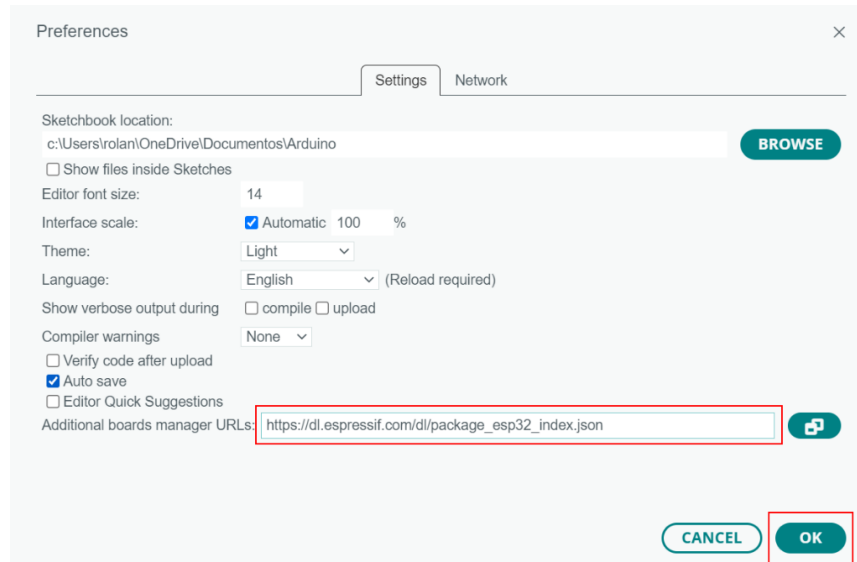 Preferences
Settings Network
Sketchbook location:
c:\Users\rolan\OneDrive\Documentos\Arduino
BROWSE
Show files inside Sketches
Editor font size: 14
Interface scale: Automatic 100 %
Theme: Light
Language: English (Reload required)
Show verbose output during compile upload
Compiler warnings None
Verify code after upload
Auto save
Editor Quick Suggestions
Additional boards manager URLs: https://dl.espressif.com/dl/package_esp32_index.json
CANCEL OK